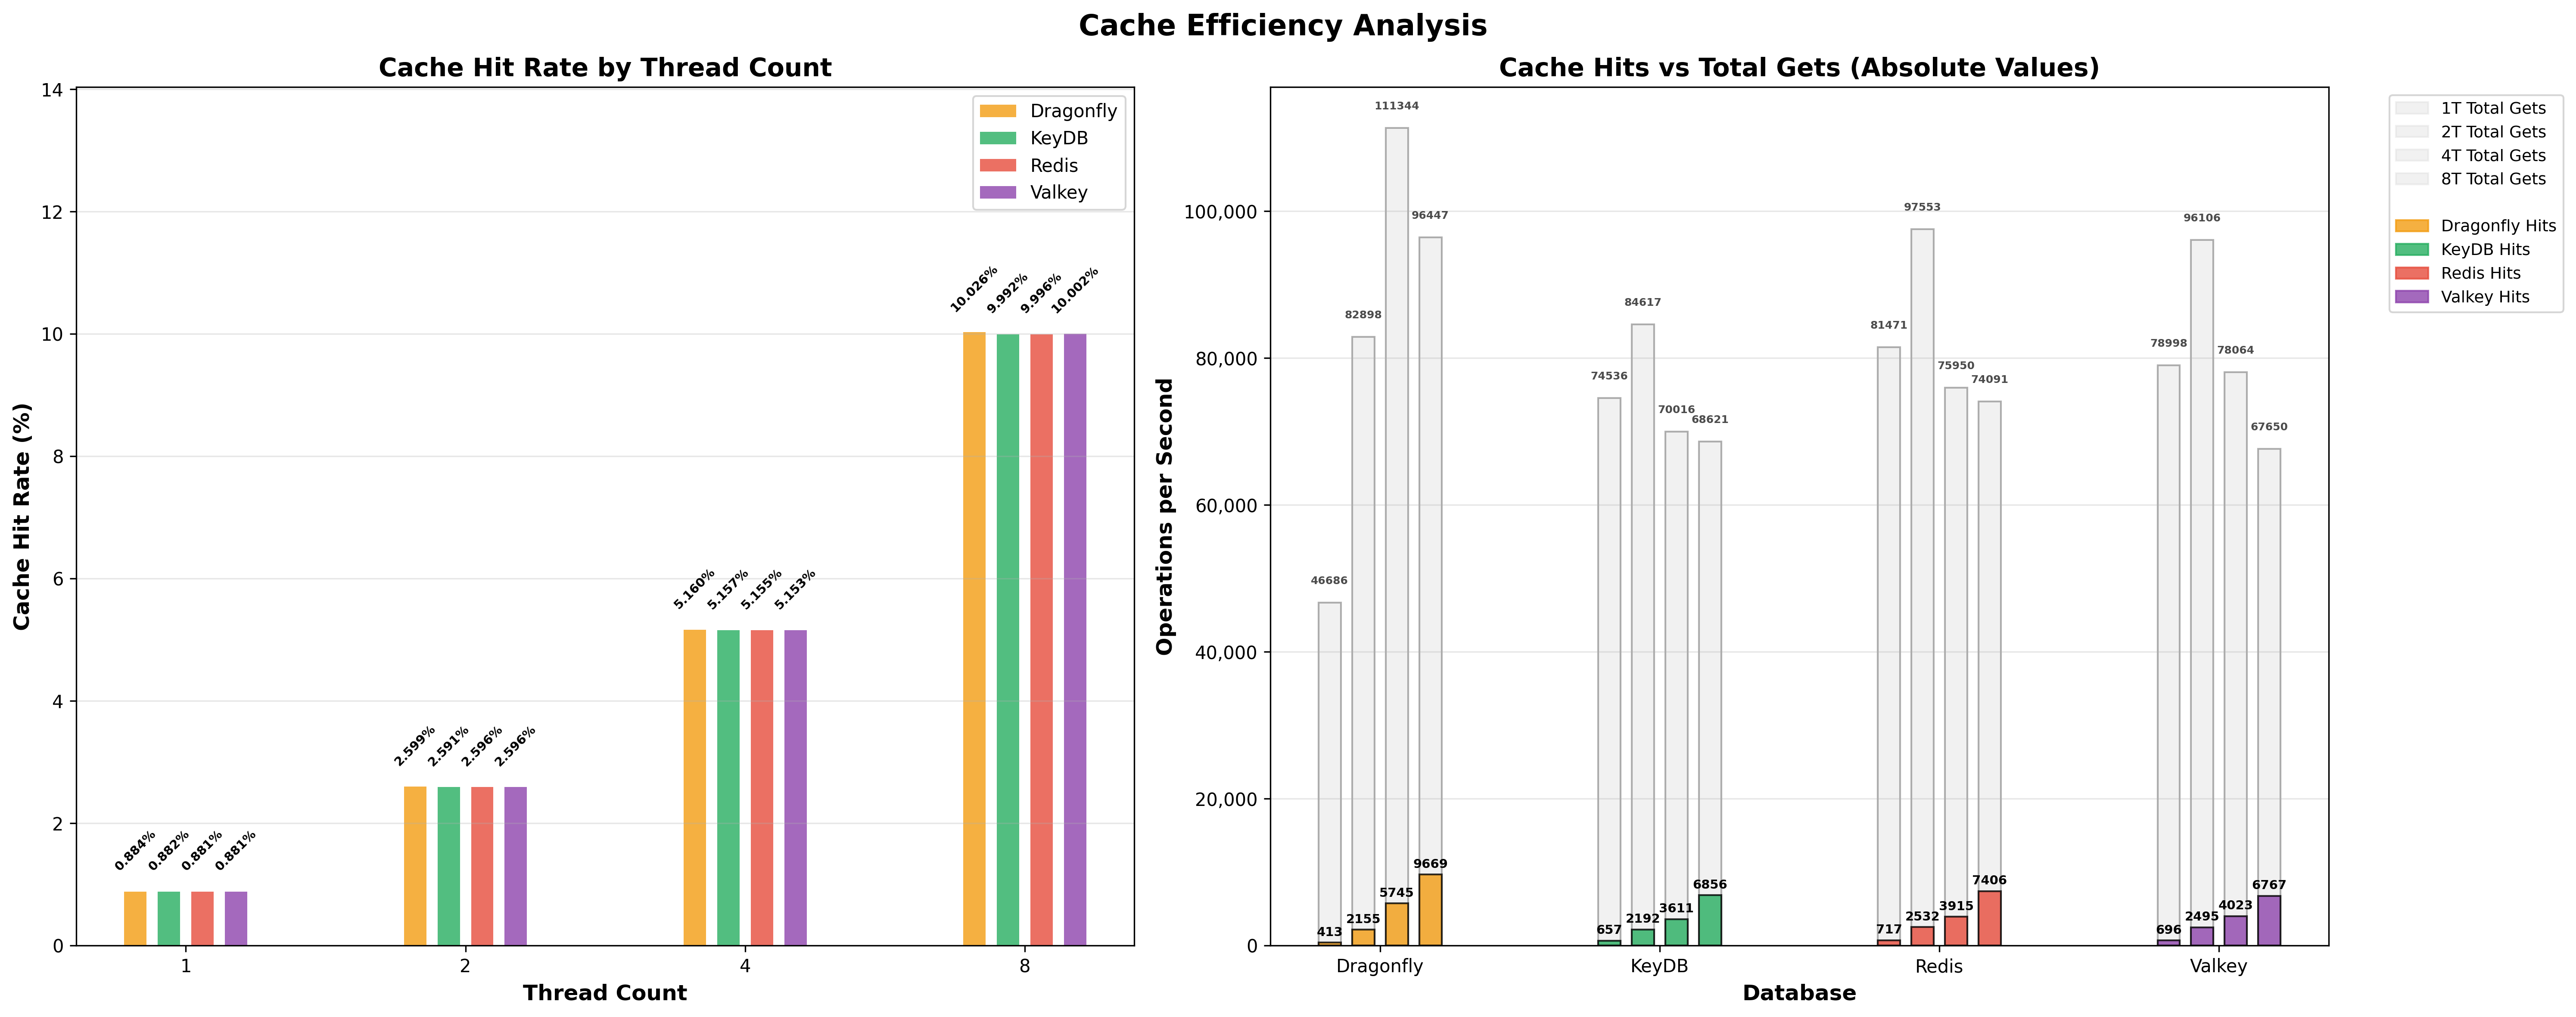 Cache Efficiency Analysis
Cache Hit Rate by Thread Count
Cache Hit Rate (%)
14
12
10
8
6
4
2
0
Dragonfly
KeyDB
Redis
Valkey
0.884%
0.882%
0.881%
0.881%
2.599%
2.591%
2.596%
2.596%
5.160%
5.157%
5.155%
5.153%
10.026%
9.992%
9.996%
10.002%
1
2
4
8
Thread Count
Cache Hits vs Total Gets (Absolute Values)
Operations per Second
100,000
80,000
60,000
40,000
20,000
0
46686
82898
111344
96447
413
2155
5745
9669
74536
84617
70016
68621
657
2192
3611
6856
81471
97553
75950
74091
717
2532
3915
7406
78998
96106
78064
67650
696
2495
4023
6767
Dragonfly
KeyDB
Redis
Valkey
Database
1T Total Gets
2T Total Gets
4T Total Gets
8T Total Gets
Dragonfly Hits
KeyDB Hits
Redis Hits
Valkey Hits